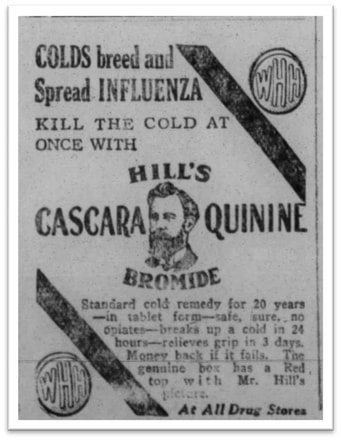 COLDS breed and
Spread INFLUENZA
WHH
KILL THE COLD AT
ONCE WITH
HILL'S
CASCARA QUININE
BROMIDE
Standard cold remedy for 20 years
—in tablet form—safe, sure, no
opiates—breaks up a cold in 24
hours—relieves grip in 3 days.
Money back if it fails. The
genuine box has a Red
top with Mr. Hill's
picture.
WHH
At All Drug Stores